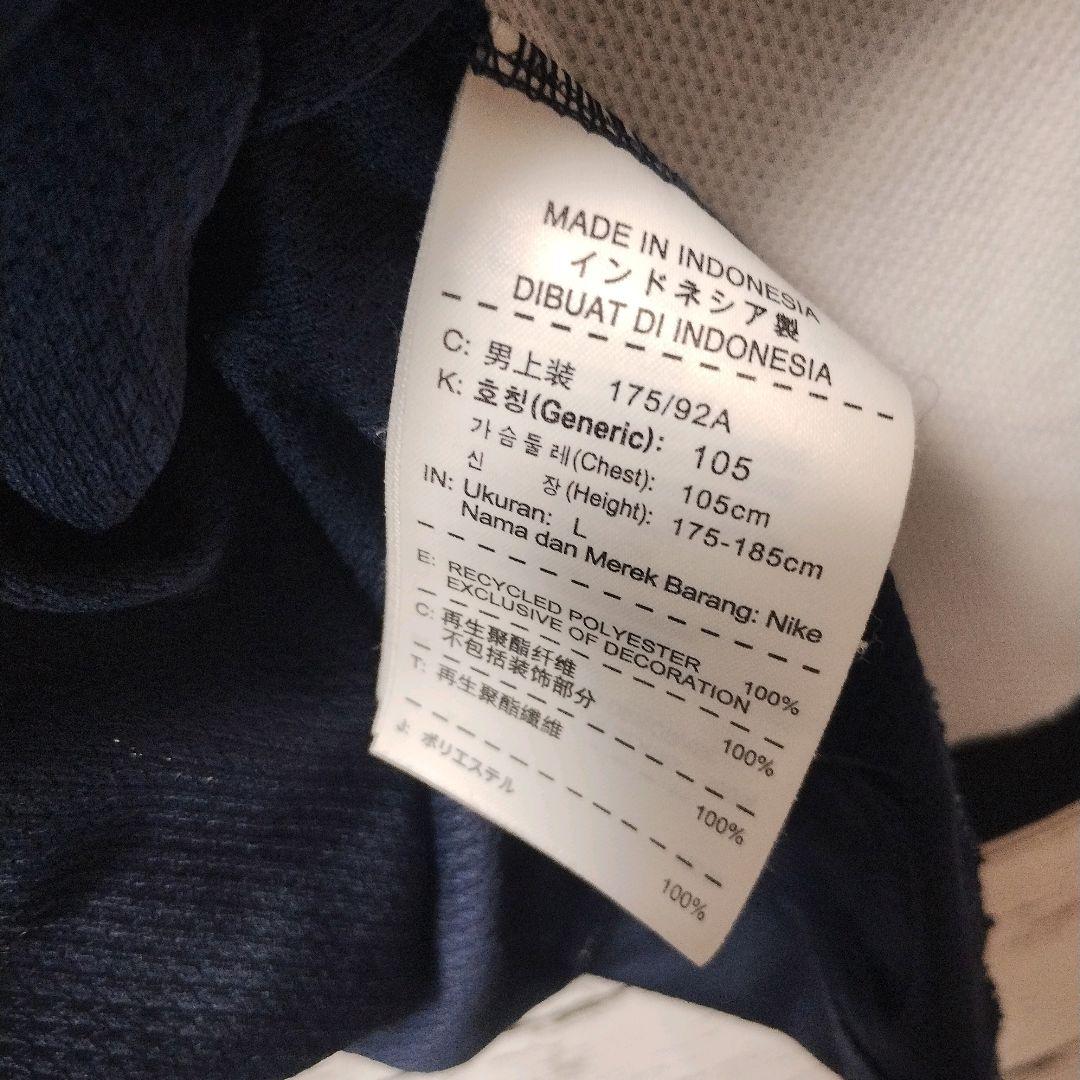 MADE IN INDONESIA
インドネシア製
DIBUAT DI INDONESIA
C: 男上装 175/92A
K: 호칭(Generic): 105
가슴둘레(Chest): 105cm
신 장(Height): 175-185cm
IN: Ukuran: L
Nama dan Merek Barang: Nike
E: RECYCLED POLYESTER 100%
EXCLUSIVE OF DECORATION
C: 再生聚酯纤维 100%
不包括装饰部分
T: 再生聚酯纖維 100%
J: ポリエステル 100%